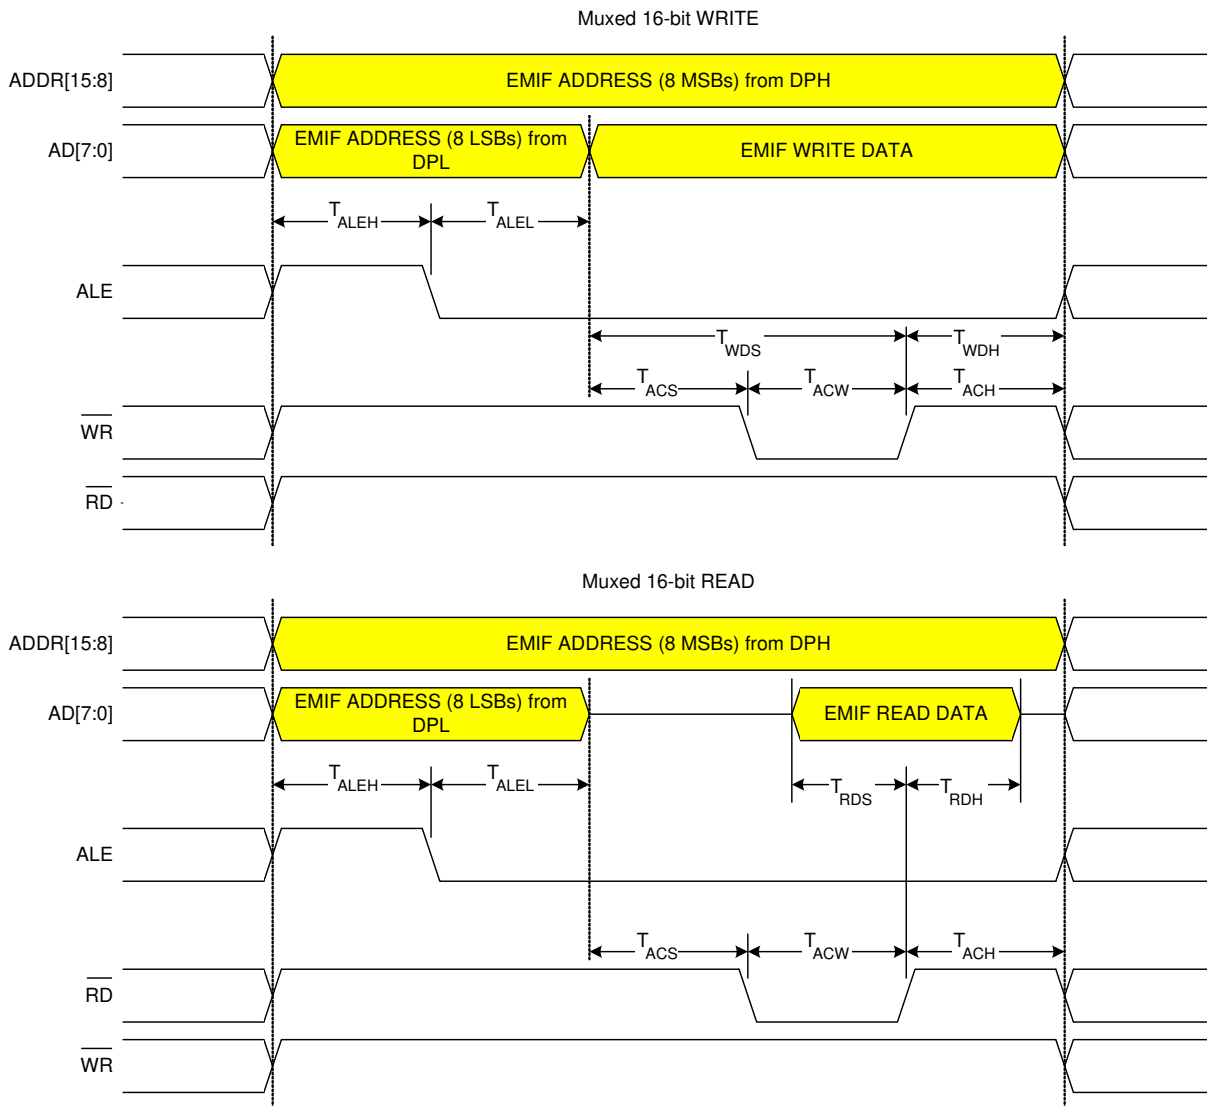 Muxed 16-bit WRITE
ADDR[15:8]
EMIF ADDRESS (8 MSBs) from DPH
AD[7:0]
EMIF ADDRESS (8 LSBs) from
DPL
EMIF WRITE DATA
TALEH
TALEL
ALE
TWDS
TWDH
TACS
TACW
TACH
WR
RD
Muxed 16-bit READ
ADDR[15:8]
EMIF ADDRESS (8 MSBs) from DPH
AD[7:0]
EMIF ADDRESS (8 LSBs) from
DPL
EMIF READ DATA
TALEH
TALEL
TRDS
TRDH
ALE
TACS
TACW
TACH
RD
WR